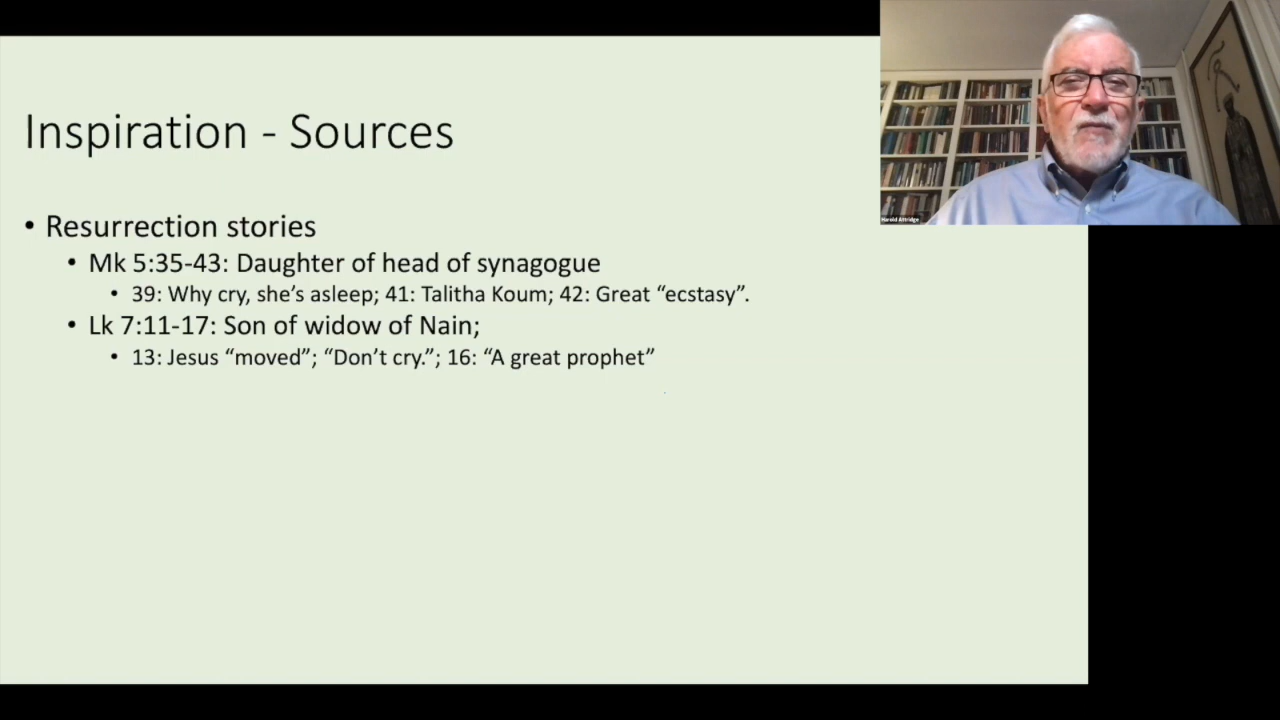 Inspiration - Sources
• Resurrection stories
• Mk 5:35-43: Daughter of head of synagogue
• 39: Why cry, she’s asleep; 41: Talitha Koum; 42: Great “ecstasy”.
• Lk 7:11-17: Son of widow of Nain;
• 13: Jesus “moved”; “Don’t cry.”; 16: “A great prophet”
Harold Attridge